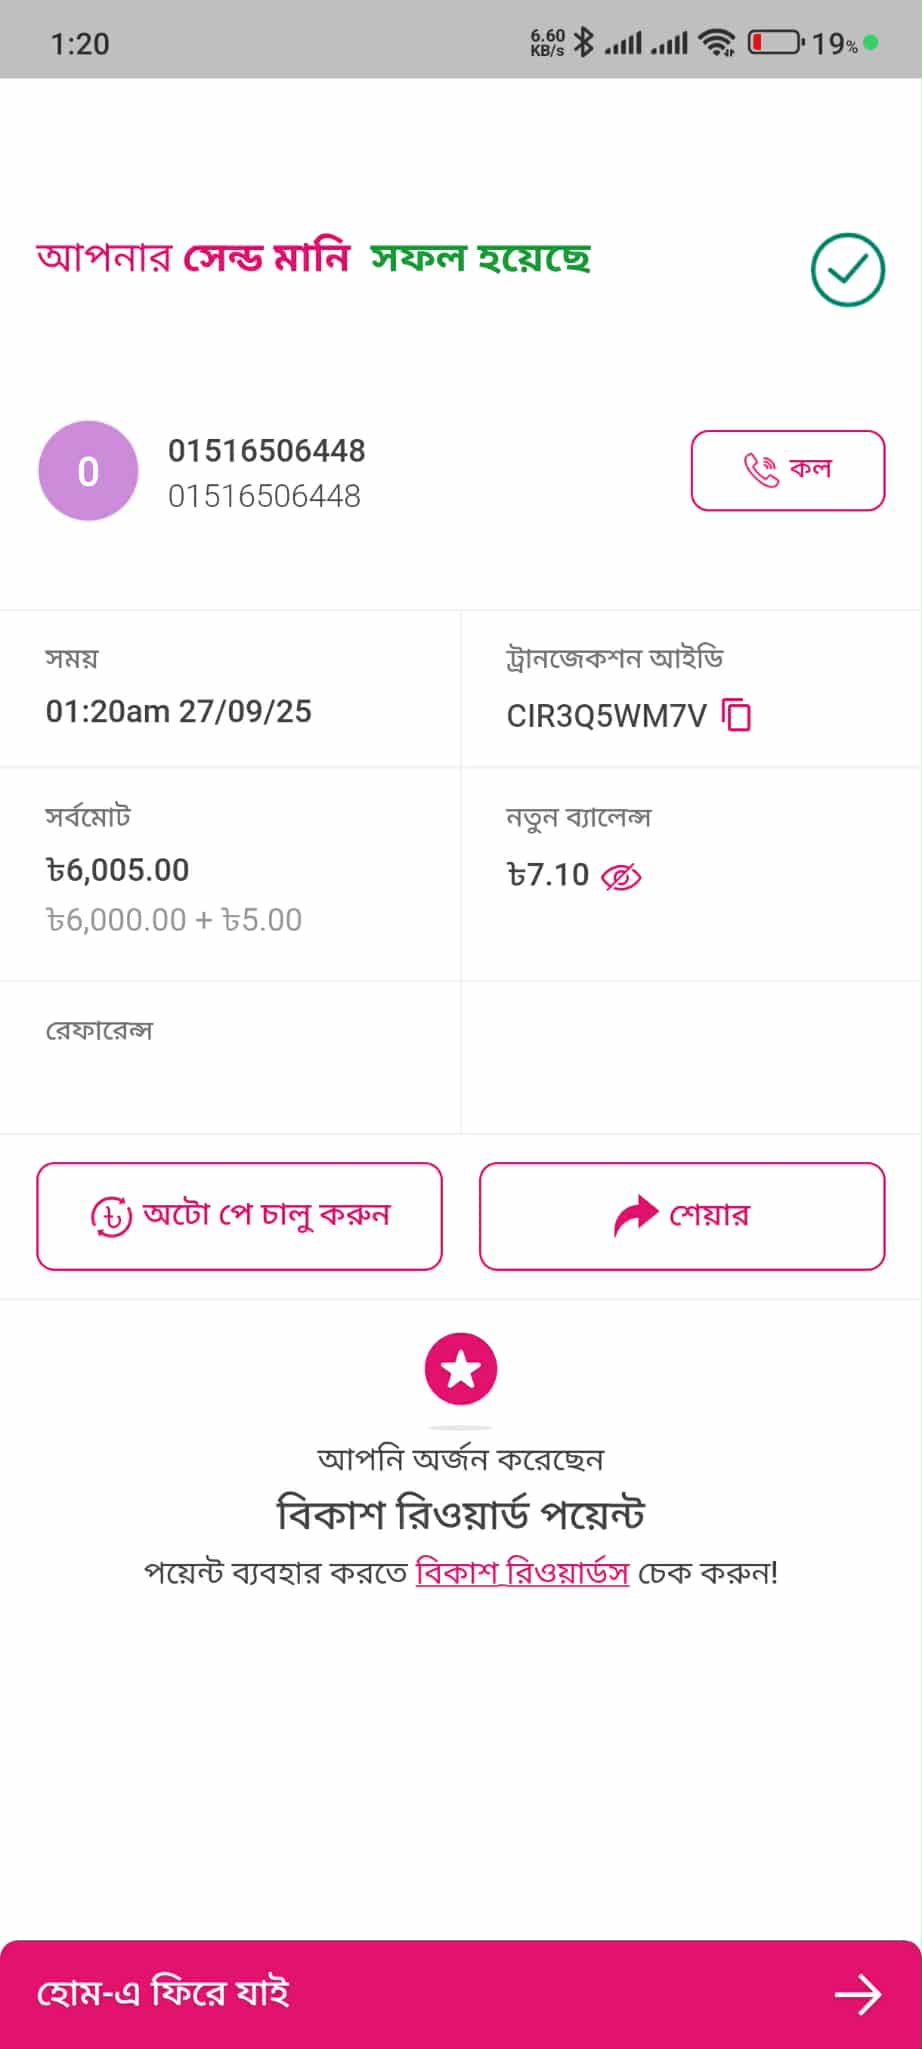 1:20 6.60 KB/s 19%
আপনার সেন্ড মানি সফল হয়েছে
0
01516506448
01516506448
কল
সময়
01:20am 27/09/25
ট্রানজেকশন আইডি
CIR3Q5WM7V
সর্বমোট
৳6,005.00
৳6,000.00 + ৳5.00
নতুন ব্যালেন্স
৳7.10
রেফারেন্স
অটো পে চালু করুন
শেয়ার
আপনি অর্জন করেছেন
বিকাশ রিওয়ার্ড পয়েন্ট
পয়েন্ট ব্যবহার করতে বিকাশ রিওয়ার্ডস চেক করুন!
হোম-এ ফিরে যাই